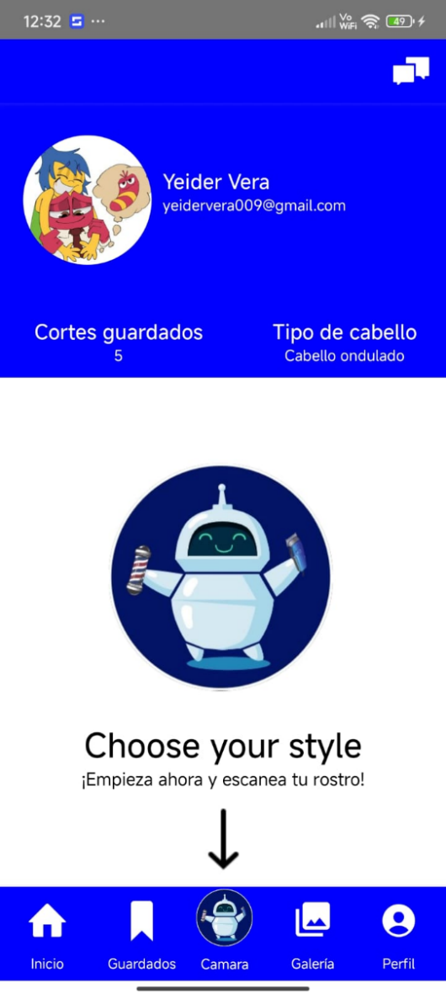 12:32
Vo
WiFi
49
Yeider Vera
yeidervera009@gmail.com
Cortes guardados
5
Tipo de cabello
Cabello ondulado
Choose your style
¡Empieza ahora y escanea tu rostro!
Inicio
Guardados
Camara
Galería
Perfil